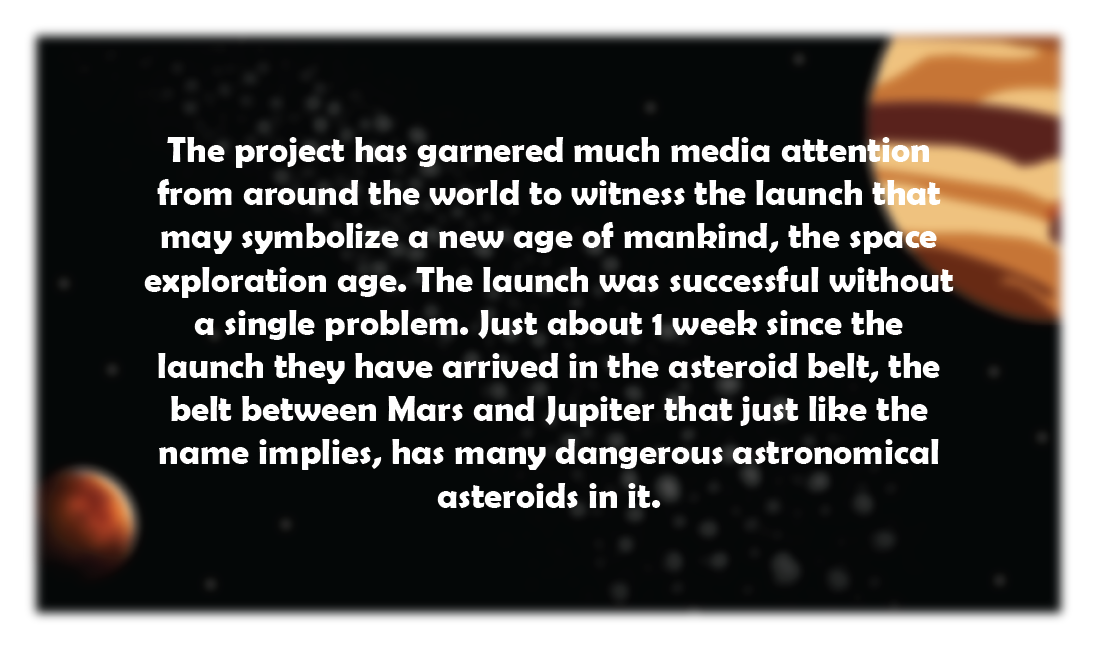 The project has garnered much media attention
from around the world to witness the launch that
may symbolize a new age of mankind, the space
exploration age. The launch was successful without
a single problem. Just about 1 week since the
launch they have arrived in the asteroid belt, the
belt between Mars and Jupiter that just like the
name implies, has many dangerous astronomical
asteroids in it.